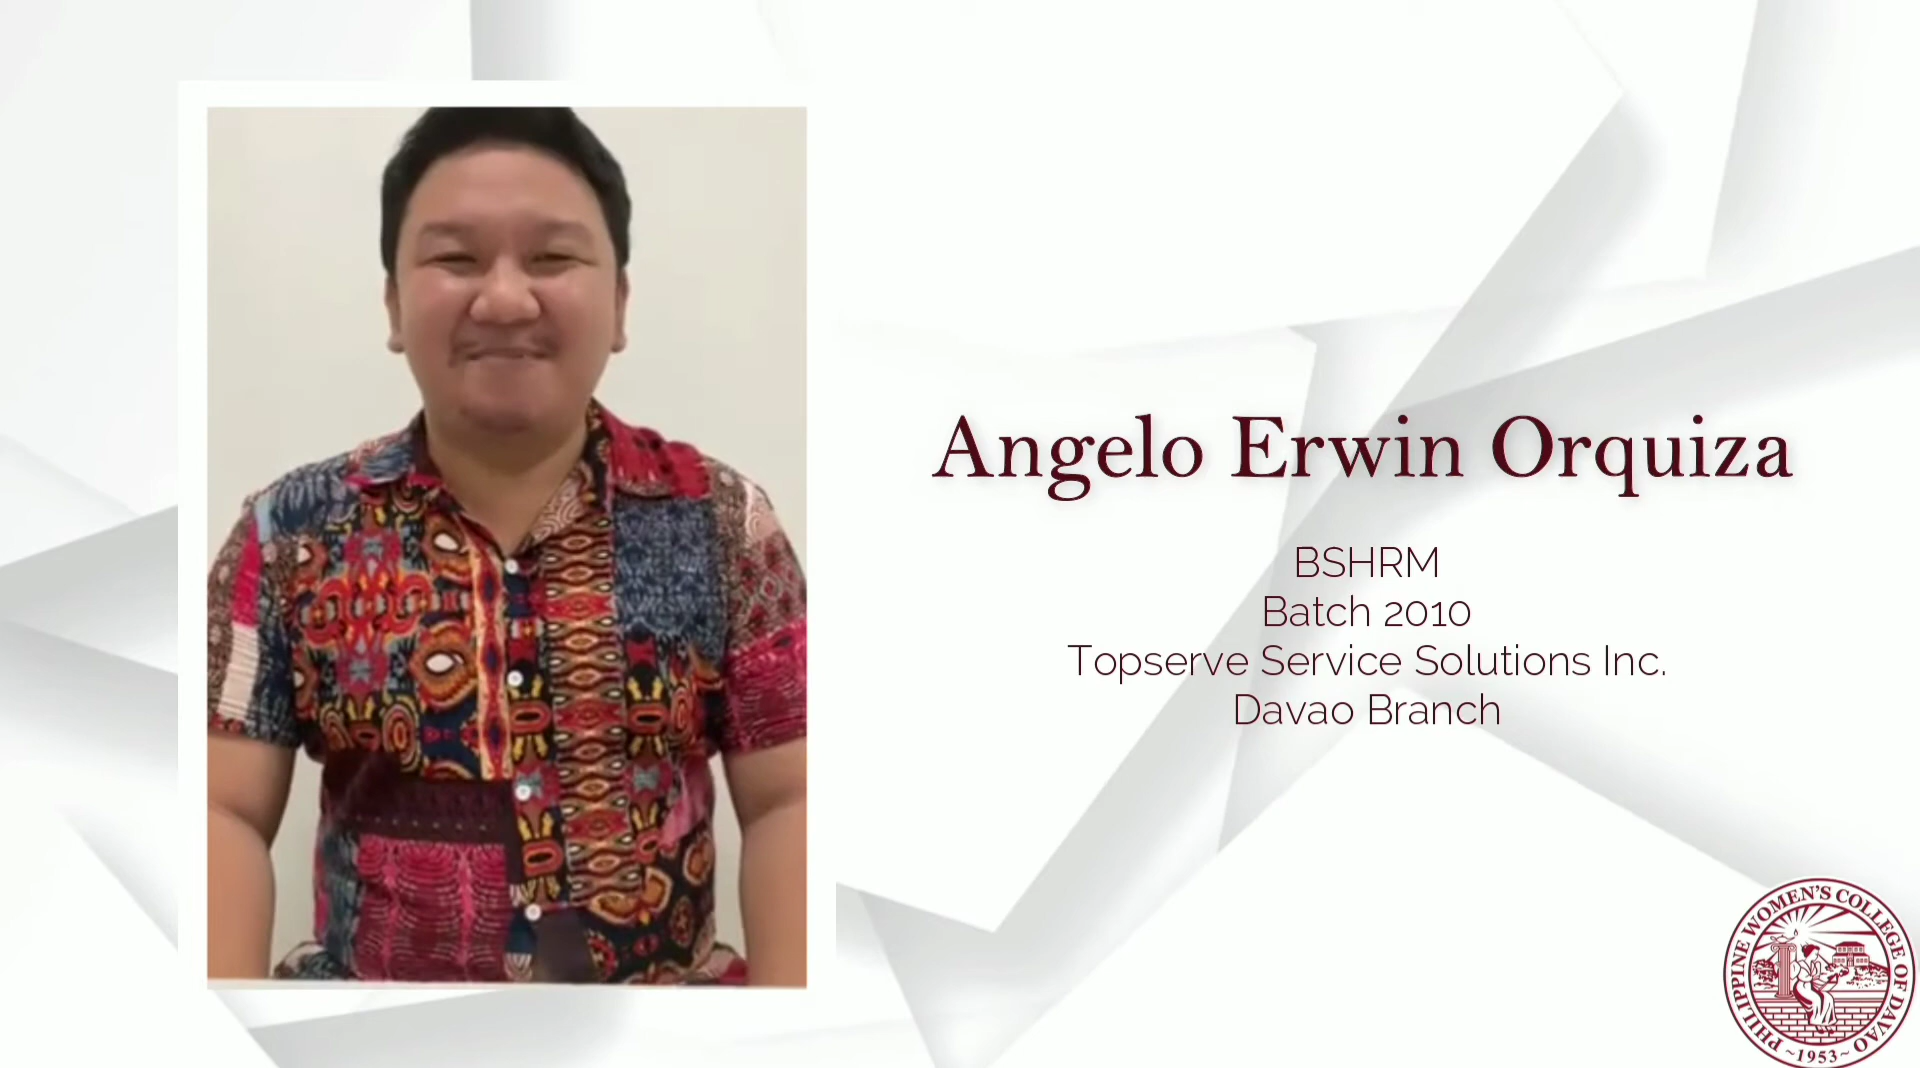 Angelo Erwin Orquiza
BSHRM
Batch 2010
Topserve Service Solutions Inc.
Davao Branch
PHILIPPINE WOMEN'S COLLEGE OF DAVAO
~1953~